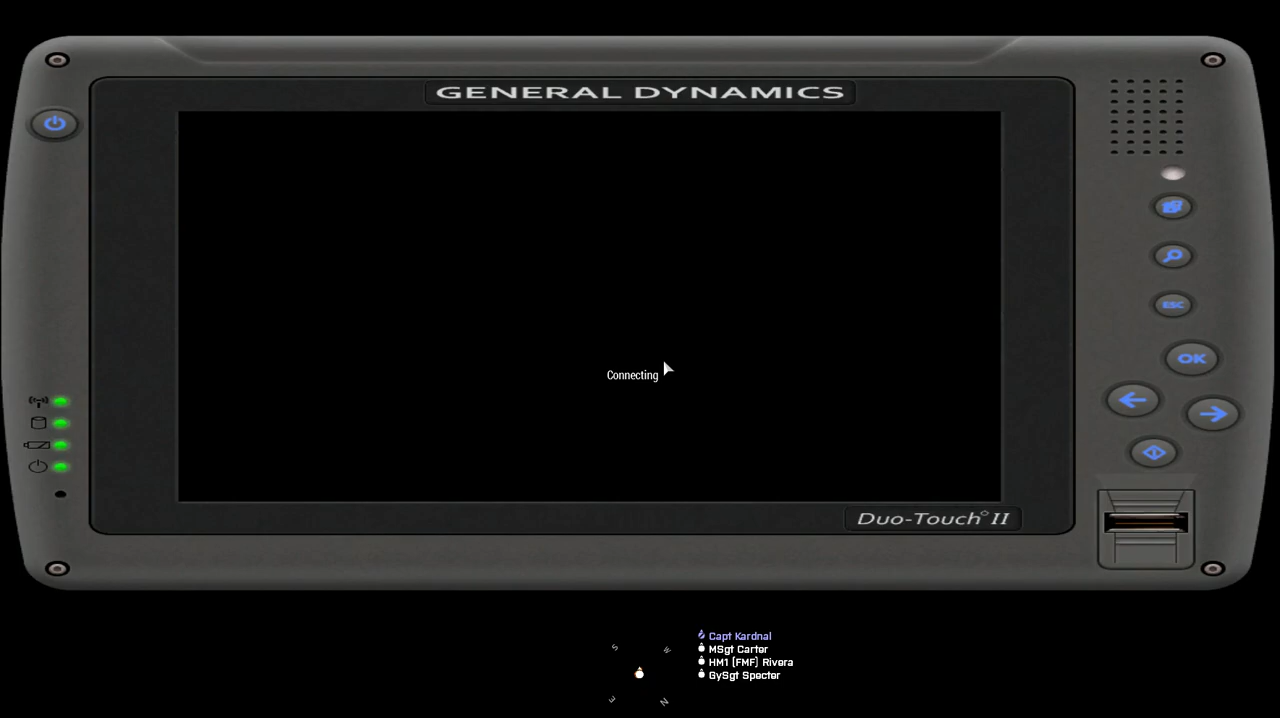 GENERAL DYNAMICS
ESC
OK
Connecting
Duo-Touch° II
Capt Kardnal
MSgt Carter
HM1 (FMF) Rivera
GySgt Specter
S
W
E
N